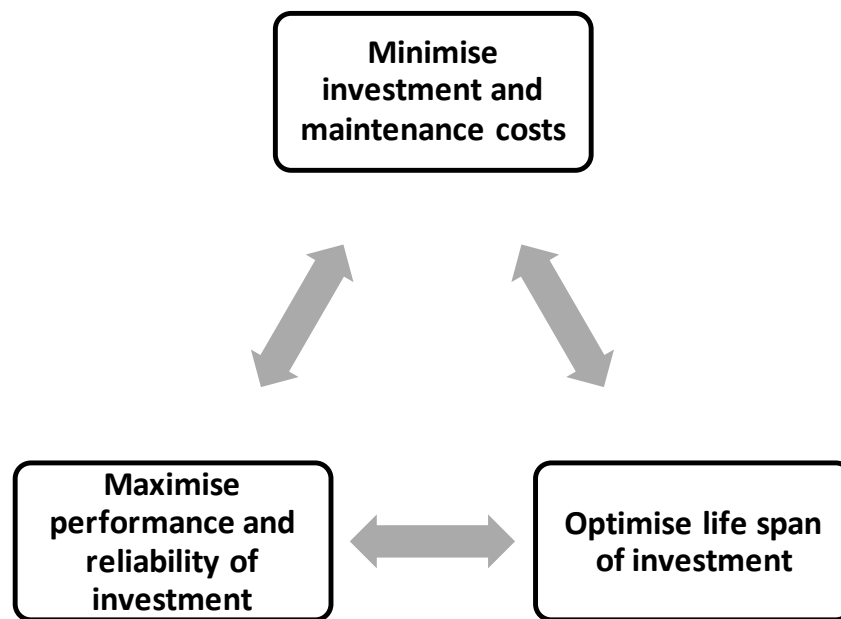 Minimise
investment and
maintenance costs
Maximise
performance and
reliability of
investment
Optimise life span
of investment